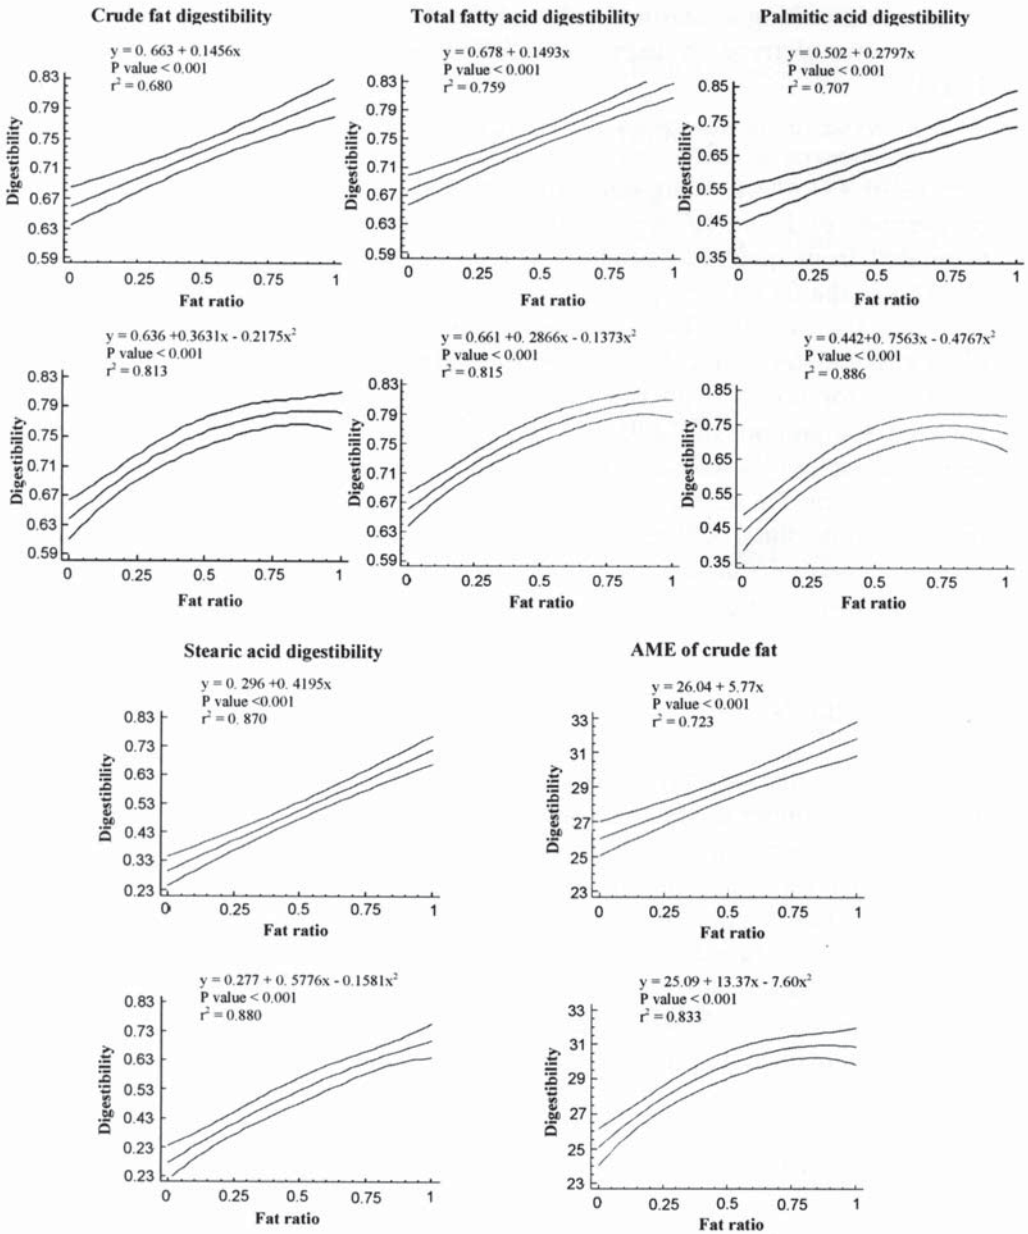 Crude fat digestibility
y = 0. 663 + 0.1456x
P value < 0.001
r² = 0.680
Digestibility
0.83
0.79
0.75
0.71
0.67
0.63
0.59
0 0.25 0.5 0.75 1
Fat ratio
Total fatty acid digestibility
y = 0.678 + 0.1493x
P value < 0.001
r² = 0.759
Digestibility
0.83
0.79
0.75
0.71
0.67
0.63
0.59
0 0.25 0.5 0.75 1
Fat ratio
Palmitic acid digestibility
y = 0.502 + 0.2797x
P value < 0.001
r² = 0.707
Digestibility
0.85
0.75
0.65
0.55
0.45
0.35
0 0.25 0.5 0.75 1
Fat ratio
y = 0.636 +0.3631x - 0.2175x²
P value < 0.001
r² = 0.813
Digestibility
0.83
0.79
0.75
0.71
0.67
0.63
0.59
0 0.25 0.5 0.75 1
Fat ratio
y = 0.661 +0. 2866x - 0.1373x²
P value < 0.001
r² = 0.815
Digestibility
0.83
0.79
0.75
0.71
0.67
0.63
0.59
0 0.25 0.5 0.75 1
Fat ratio
y = 0.442+0. 7563x - 0.4767x²
P value < 0.001
r² = 0.886
Digestibility
0.85
0.75
0.65
0.55
0.45
0.35
0 0.25 0.5 0.75 1
Fat ratio
Stearic acid digestibility
y = 0. 296 +0. 4195x
P value <0.001
r² = 0. 870
Digestibility
0.83
0.73
0.63
0.53
0.43
0.33
0.23
0 0.25 0.5 0.75 1
Fat ratio
AME of crude fat
y = 26.04 + 5.77x
P value < 0.001
r² = 0.723
Digestibility
33
31
29
27
25
23
0 0.25 0.5 0.75 1
Fat ratio
y = 0.277 + 0. 5776x - 0.1581x²
P value < 0.001
r² = 0.880
Digestibility
0.83
0.73
0.63
0.53
0.43
0.23
0.23
0 0.25 0.5 0.75 1
Fat ratio
y = 25.09 + 13.37x - 7.60x²
P value < 0.001
r² = 0.833
Digestibility
33
31
29
27
25
23
0 0.25 0.5 0.75 1
Fat ratio